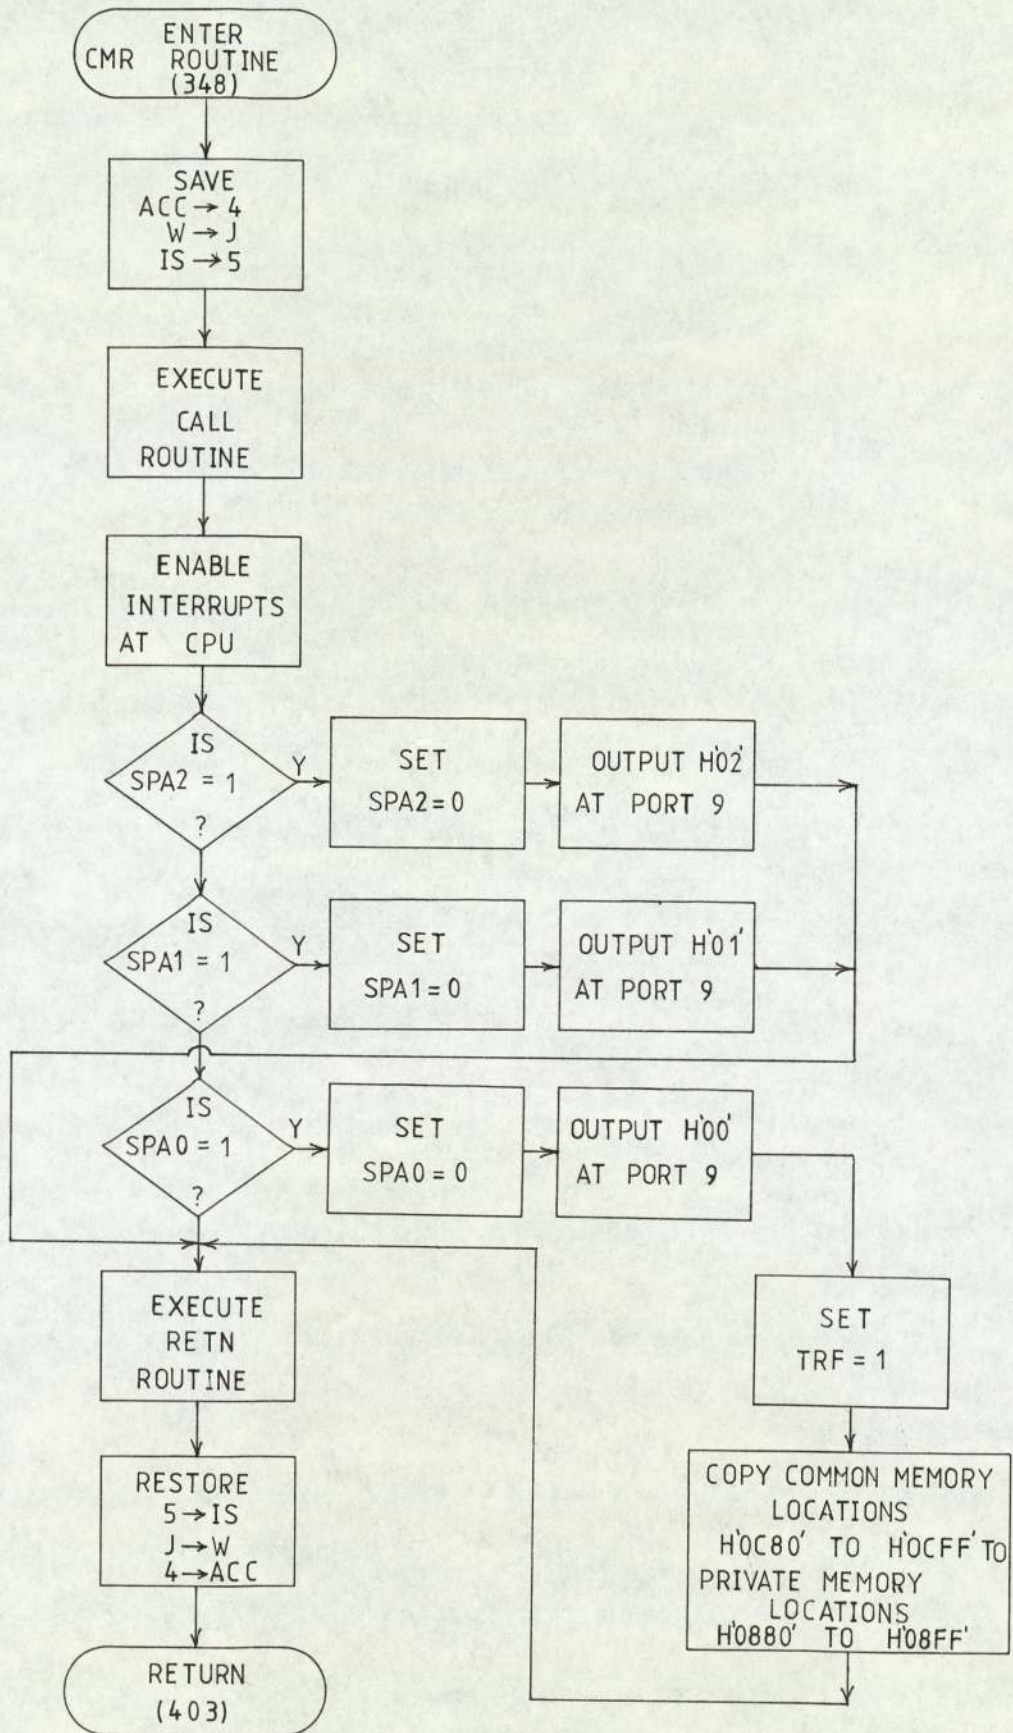 ENTER
CMR ROUTINE
(348)
SAVE
ACC → 4
W → J
IS → 5
EXECUTE
CALL
ROUTINE
ENABLE
INTERRUPTS
AT CPU
IS
SPA2 = 1
?
Y
SET
SPA2 = 0
OUTPUT H'02'
AT PORT 9
IS
SPA1 = 1
?
Y
SET
SPA1 = 0
OUTPUT H'01'
AT PORT 9
IS
SPA0 = 1
?
Y
SET
SPA0 = 0
OUTPUT H'00'
AT PORT 9
SET
TRF = 1
COPY COMMON MEMORY
LOCATIONS
H'0C80' TO H'0CFF' TO
PRIVATE MEMORY
LOCATIONS
H'0880' TO H'08FF'
EXECUTE
RETN
ROUTINE
RESTORE
5 → IS
J → W
4 → ACC
RETURN
(403)